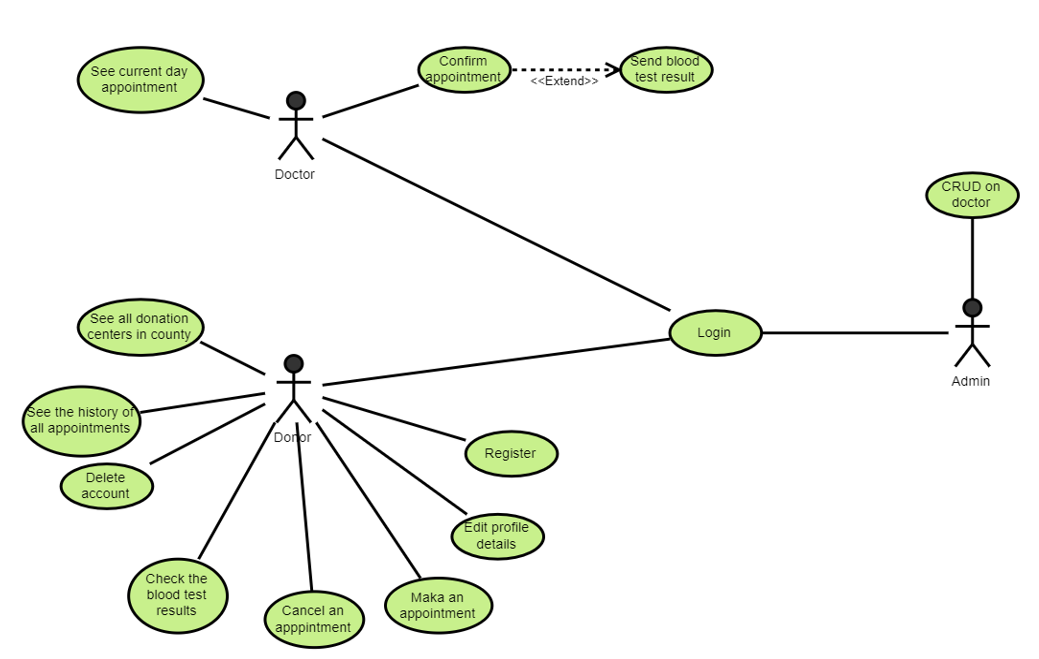 See current day
appointment
Confirm
appointment
<<Extend>>
Send blood
test result
Doctor
CRUD on
doctor
See all donation
centers in county
Login
Admin
See the history of
all appointments
Donor
Register
Delete
account
Edit profile
details
Check the
blood test
results
Cancel an
apppintment
Maka an
appointment